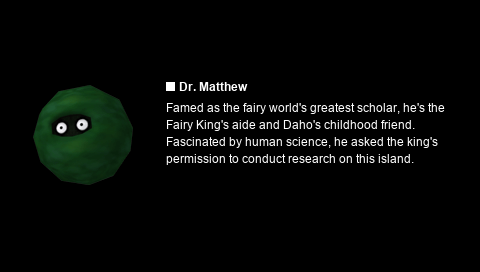 Dr. Matthew
Famed as the fairy world's greatest scholar, he's the
Fairy King's aide and Daho's childhood friend.
Fascinated by human science, he asked the king's
permission to conduct research on this island.